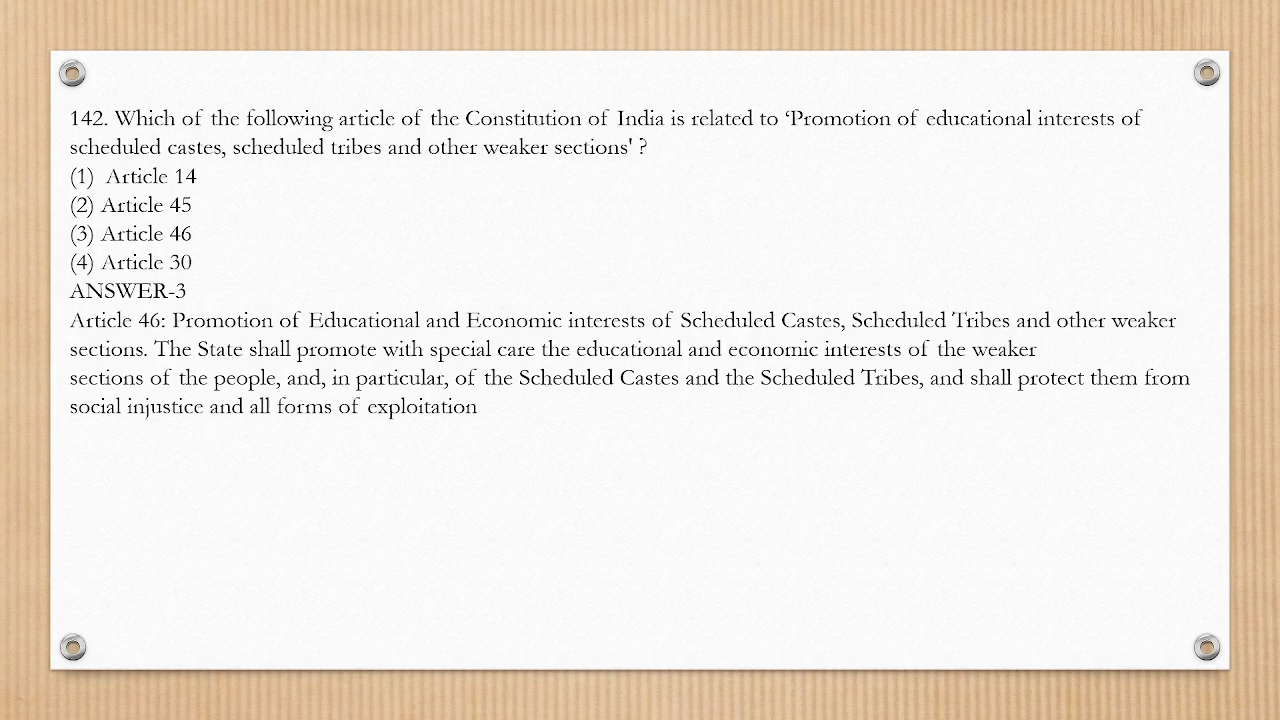 142. Which of the following article of the Constitution of India is related to ‘Promotion of educational interests of
scheduled castes, scheduled tribes and other weaker sections' ?
(1)  Article 14
(2) Article 45
(3) Article 46
(4) Article 30
ANSWER-3
Article 46: Promotion of Educational and Economic interests of Scheduled Castes, Scheduled Tribes and other weaker
sections. The State shall promote with special care the educational and economic interests of the weaker
sections of the people, and, in particular, of the Scheduled Castes and the Scheduled Tribes, and shall protect them from
social injustice and all forms of exploitation